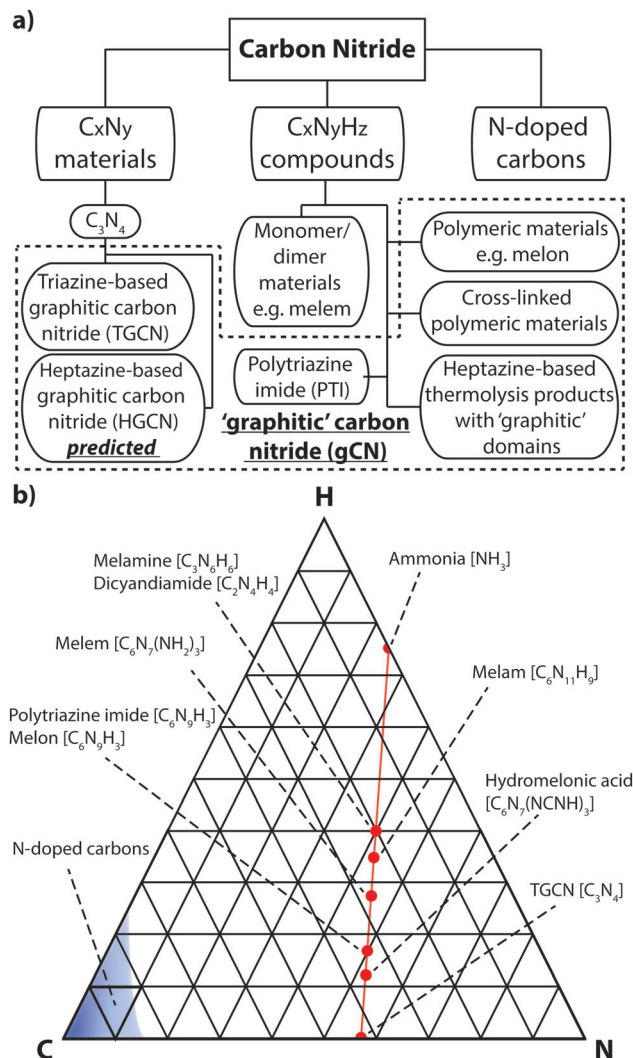 a)
Carbon Nitride
CxNy
materials
CxNyHz
compounds
N-doped
carbons
C₃N₄
Triazine-based
graphitic carbon
nitride (TGCN)
Heptazine-based
graphitic carbon
nitride (HGCN)
predicted
Monomer/
dimer
materials
e.g. melem
Polytriazine
imide (PTI)
'graphitic' carbon
nitride (gCN)
Polymeric materials
e.g. melon
Cross-linked
polymeric materials
Heptazine-based
thermolysis products
with 'graphitic'
domains
b)
H
Melamine [C₃N₆H₆]
Dicyandiamide [C₂N₄H₄]
Ammonia [NH₃]
Melem [C₆N₇(NH₂)₃]
Melam [C₆N₁₁H₉]
Polytriazine imide [C₆N₉H₃]
Melon [C₆N₉H₃]
Hydromelonic acid
[C₆N₇(NCNH)₃]
N-doped carbons
TGCN [C₃N₄]
C
N